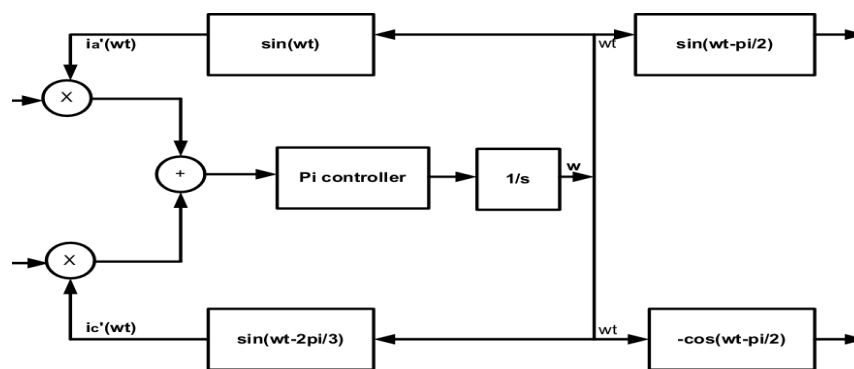 ia'(wt)
sin(wt)
wt
sin(wt-pi/2)
X
+
Pi controller
1/s
w
X
ic'(wt)
sin(wt-2pi/3)
wt
-cos(wt-pi/2)